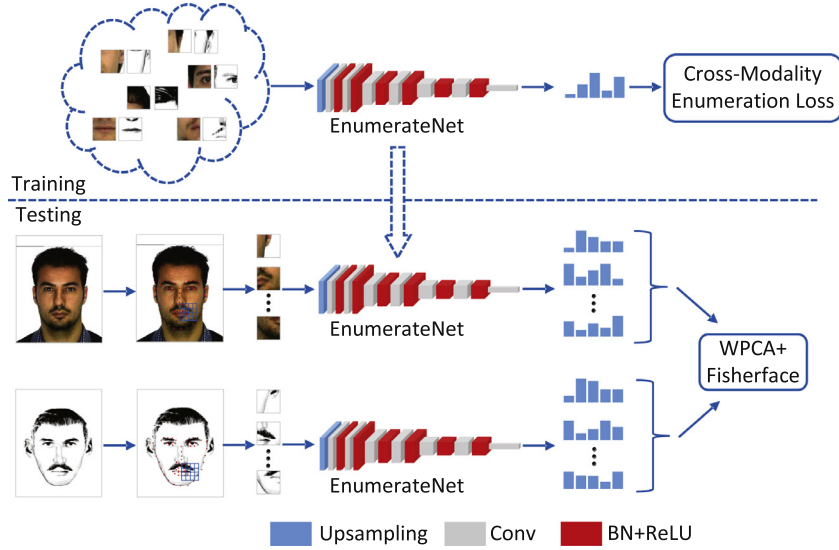 Cross-Modality
Enumeration Loss
EnumerateNet
Training
Testing
EnumerateNet
WPCA+
Fisherface
EnumerateNet
Upsampling
Conv
BN+ReLU